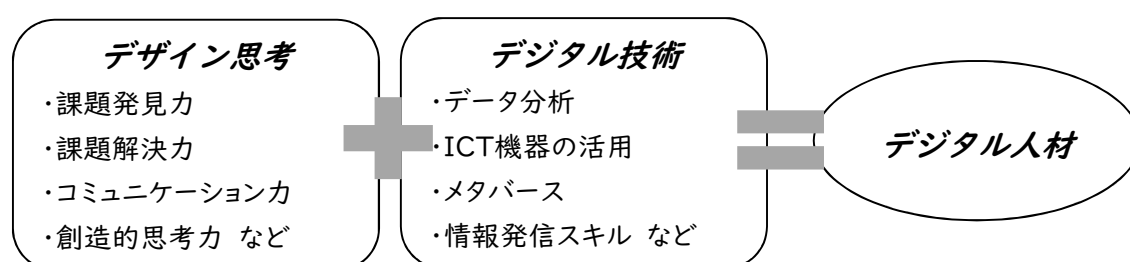 デザイン思考
・課題発見力
・課題解決力
・コミュニケーション力
・創造的思考力 など
デジタル技術
・データ分析
・ICT機器の活用
・メタバース
・情報発信スキル など
デジタル人材